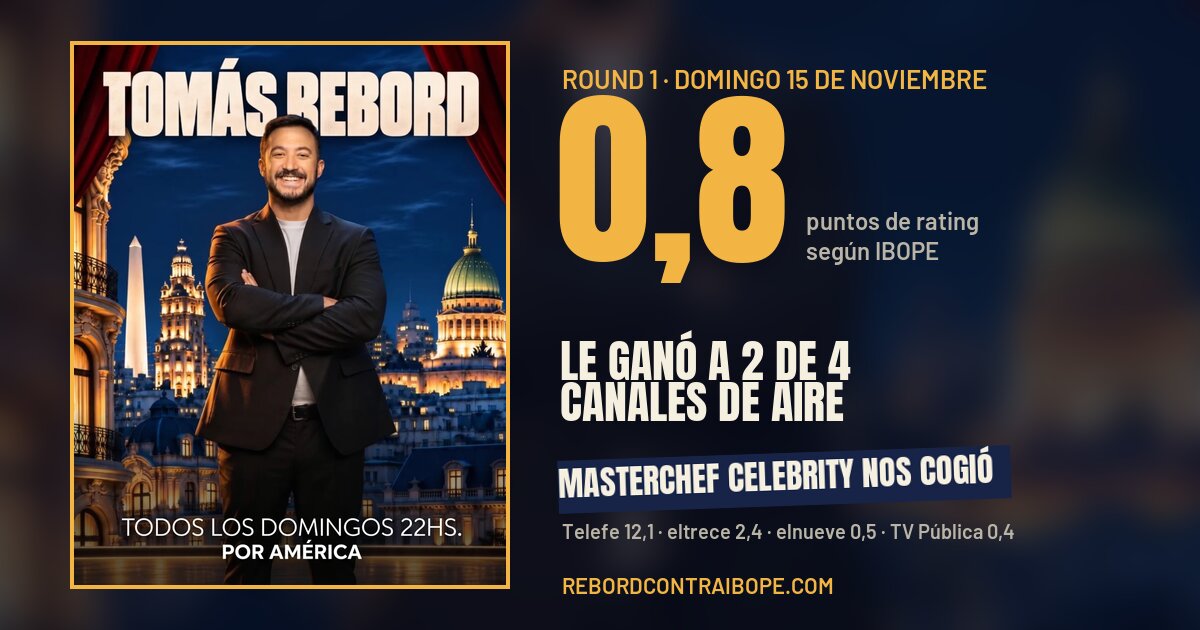 TOMÁS REBORD
TODOS LOS DOMINGOS 22HS.
POR AMÉRICA
ROUND 1 · DOMINGO 15 DE NOVIEMBRE
0,8
puntos de rating
según IBOPE
LE GANÓ A 2 DE 4
CANALES DE AIRE
MASTERCHEF CELEBRITY NOS COGIÓ
Telefe 12,1 · eltrece 2,4 · elnueve 0,5 · TV Pública 0,4
REBORDCONTRAIBOPE.COM